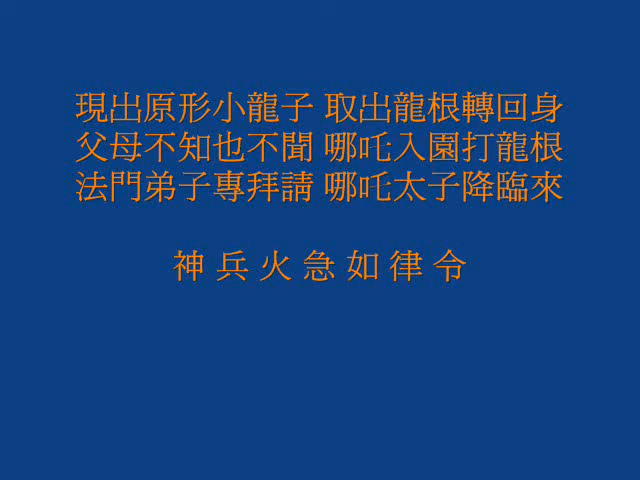 現出原形小龍子 取出龍根轉回身
父母不知也不聞 哪吒入園打龍根
法門弟子專拜請 哪吒太子降臨來
神兵火急如律令